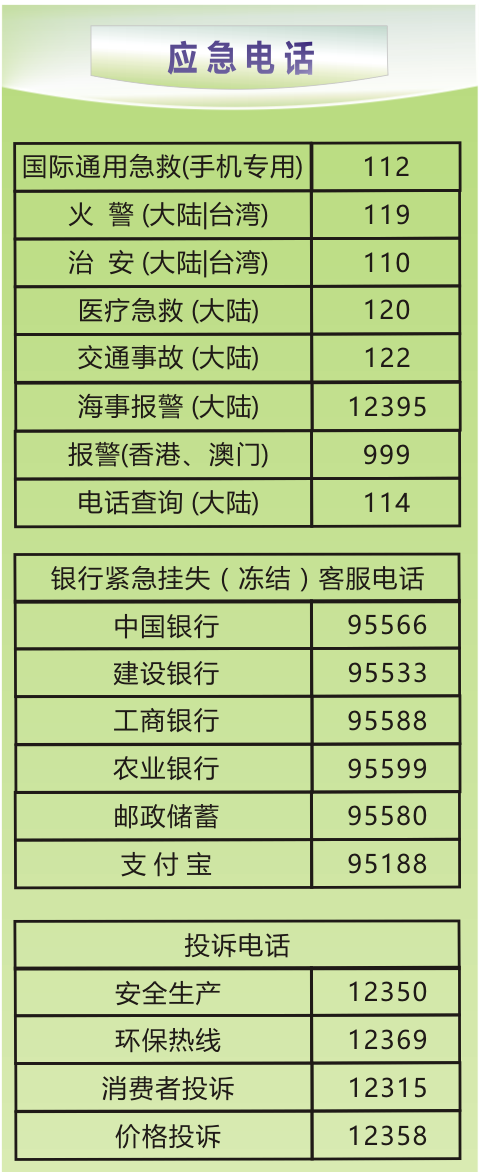 应急电话
国际通用急救(手机专用) 112
火 警 (大陆|台湾) 119
治 安 (大陆|台湾) 110
医疗急救 (大陆) 120
交通事故 (大陆) 122
海事报警 (大陆) 12395
报警(香港、澳门) 999
电话查询 (大陆) 114
银行紧急挂失（冻结）客服电话
中国银行 95566
建设银行 95533
工商银行 95588
农业银行 95599
邮政储蓄 95580
支付宝 95188
投诉电话
安全生产 12350
环保热线 12369
消费者投诉 12315
价格投诉 12358